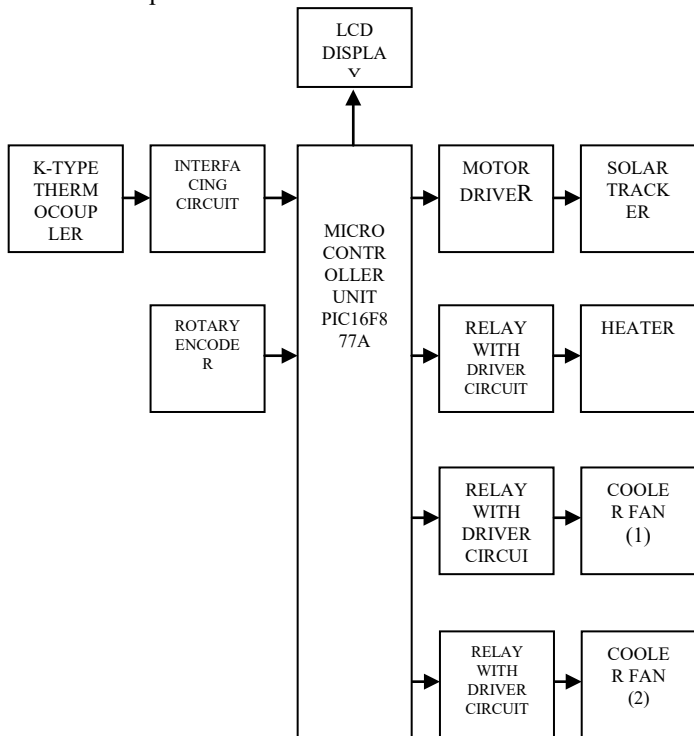 LCD
DISPLA
Y
K-TYPE
THERM
OCOUP
LER
INTERFA
CING
CIRCUIT
MICRO
CONTR
OLLER
UNIT
PIC16F8
77A
MOTOR
DRIVER
SOLAR
TRACK
ER
ROTARY
ENCODE
R
RELAY
WITH
DRIVER
CIRCUIT
HEATER
RELAY
WITH
DRIVER
CIRCUI
COOLE
R FAN
(1)
RELAY
WITH
DRIVER
CIRCUIT
COOLE
R FAN
(2)